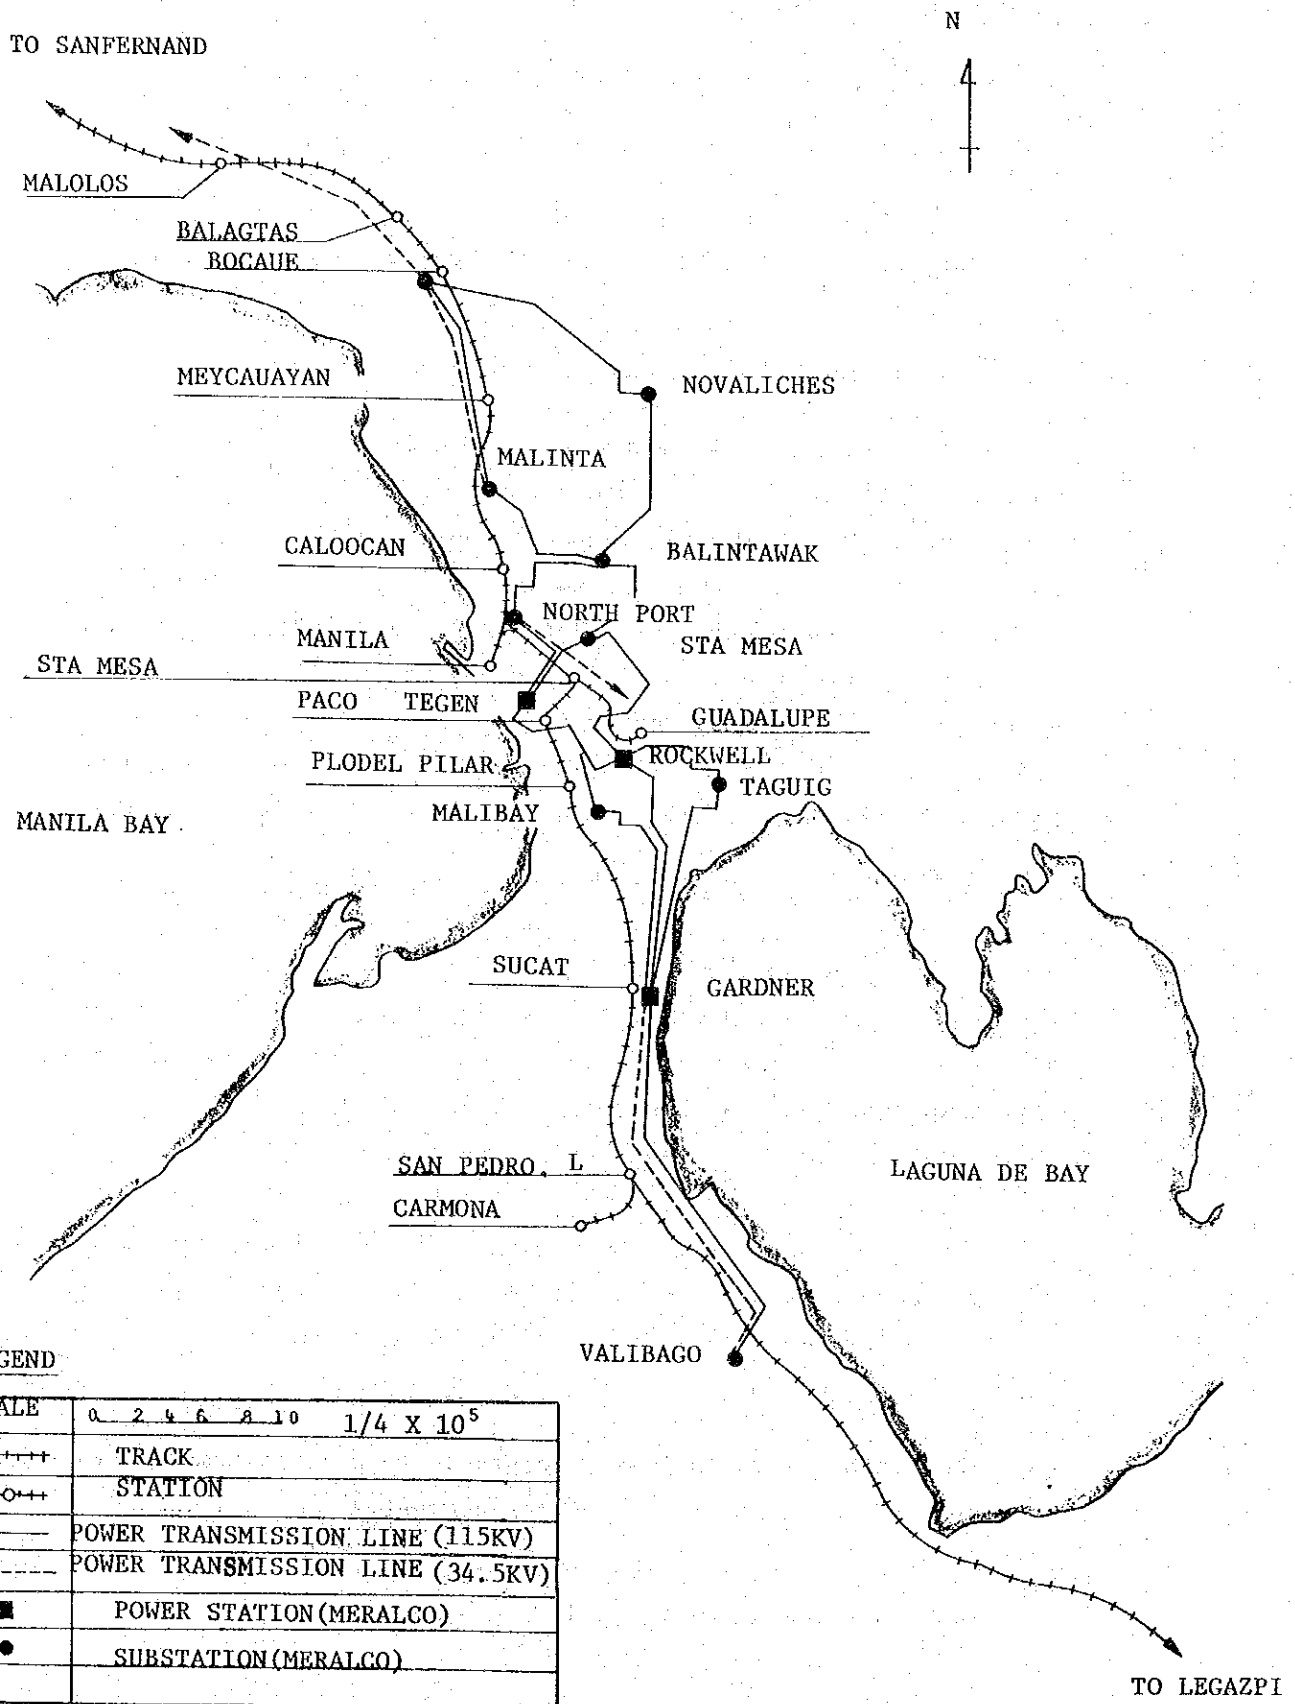 N
TO SANFERNAND
MALOLOS
BALAGTAS
BOCAUE
MEYCAUAYAN
NOVALICHES
MALINTA
CALOOCAN
BALINTAWAK
NORTH PORT
MANILA
STA MESA
STA MESA
PACO TEGEN
GUADALUPE
PLODEL PILAR
ROCKWELL
TAGUIG
MALIBAY
MANILA BAY
SUCAT
GARDNER
SAN PEDRO. L
LAGUNA DE BAY
CARMONA
VALIBAGO
GEND
ALE 0 2 4 6 8 10 1/4 X 10⁵
TRACK
STATION
POWER TRANSMISSION LINE (115KV)
POWER TRANSMISSION LINE (34.5KV)
POWER STATION(MERALCO)
SUBSTATION(MERALCO)
TO LEGAZPI